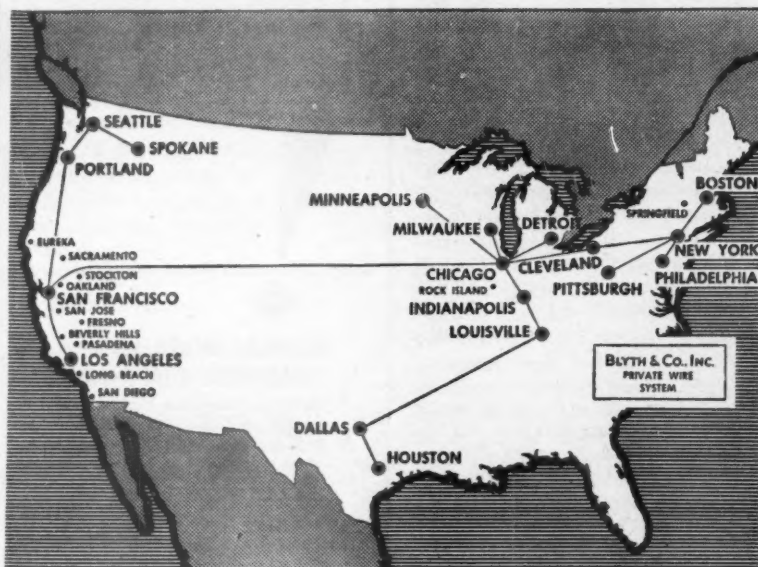 SEATTLE
SPOKANE
PORTLAND
MINNEAPOLIS
MILWAUKEE
DETROIT
BOSTON
SPRINGFIELD
EUREKA
SACRAMENTO
STOCKTON
OAKLAND
SAN FRANCISCO
SAN JOSE
FRESNO
BEVERLY HILLS
PASADENA
LOS ANGELES
LONG BEACH
SAN DIEGO
CHICAGO
ROCK ISLAND
CLEVELAND
NEW YORK
PITTSBURGH
PHILADELPHIA
INDIANAPOLIS
LOUISVILLE
BLYTH & CO., INC.
PRIVATE WIRE
SYSTEM
DALLAS
HOUSTON